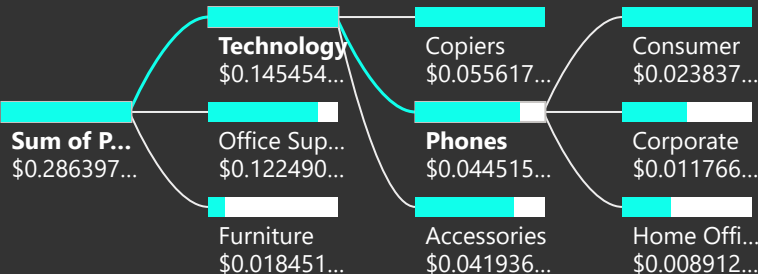 Technology
$0.145454...
Copiers
$0.055617...
Consumer
$0.023837...
Sum of P...
$0.286397...
Office Sup...
$0.122490...
Phones
$0.044515...
Corporate
$0.011766...
Furniture
$0.018451...
Accessories
$0.041936...
Home Offi...
$0.008912...